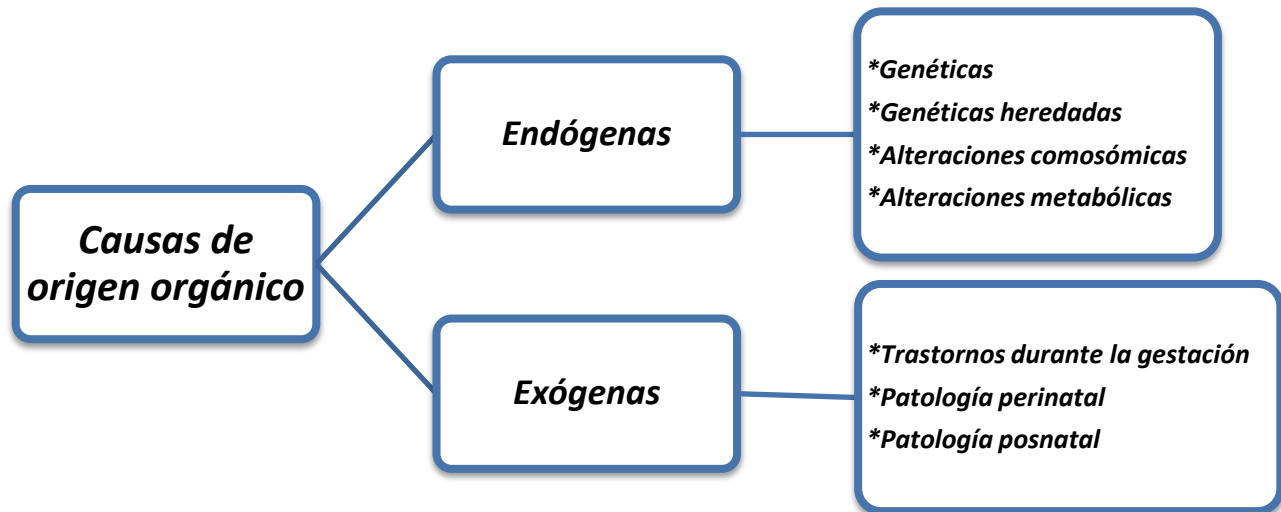 Causas de
origen orgánico
Endógenas
*Genéticas
*Genéticas heredadas
*Alteraciones comosómicas
*Alteraciones metabólicas
Exógenas
*Trastornos durante la gestación
*Patología perinatal
*Patología posnatal